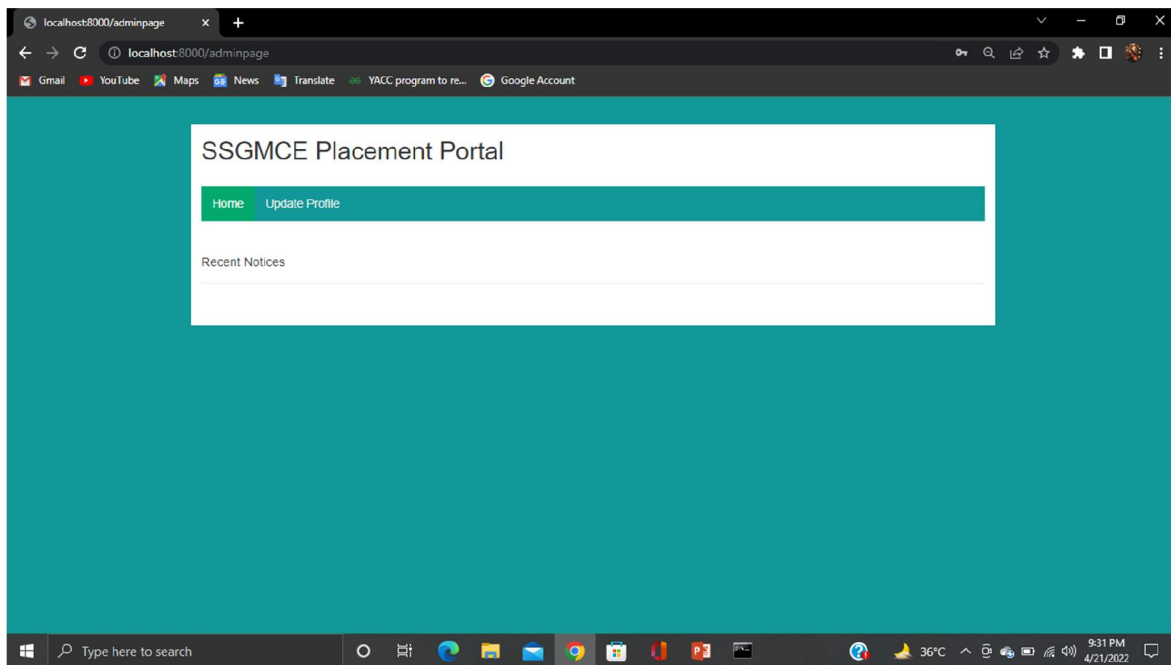 localhost:8000/adminpage
localhost:8000/adminpage
Gmail YouTube Maps News Translate YACC program to re... Google Account
SSGMCE Placement Portal
Home Update Profile
Recent Notices
Type here to search
36°C
9:31 PM
4/21/2022